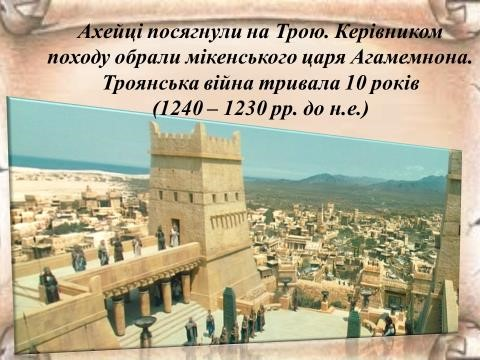 Ахейці посягнули на Трою. Керівником
походу обрали мікенського царя Агамемнона.
Троянська війна тривала 10 років
(1240 – 1230 рр. до н.е.)